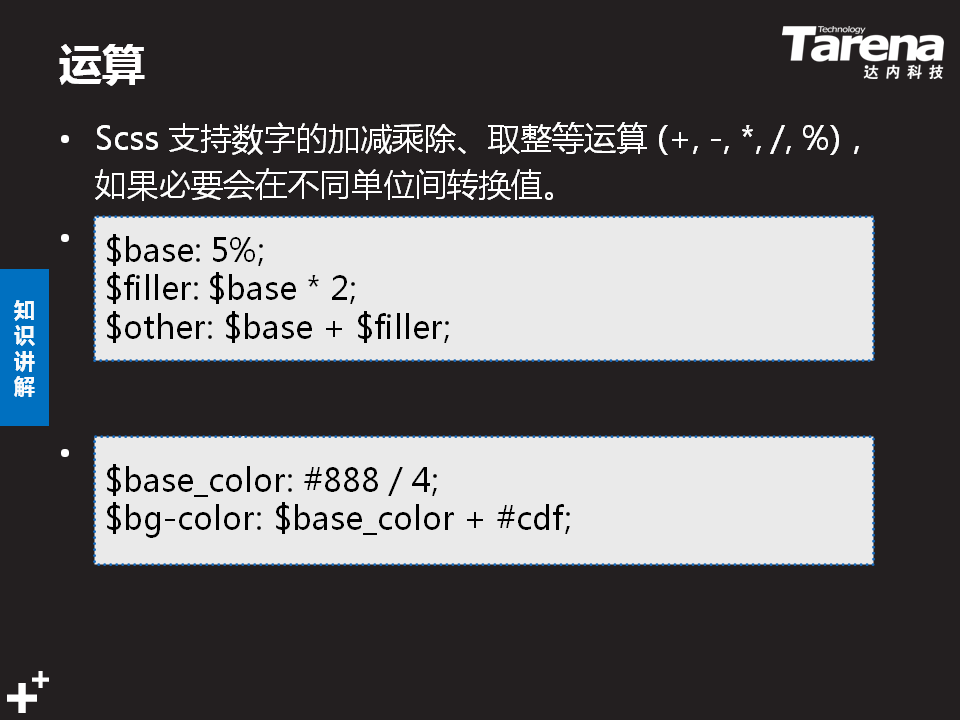 运算
Technology
Tarena
达内科技
• Scss 支持数字的加减乘除、取整等运算 (+, -, *, /, %)，
如果必要会在不同单位间转换值。
• $base: 5%;
$filler: $base * 2;
$other: $base + $filler;
知识讲解
• $base_color: #888 / 4;
$bg-color: $base_color + #cdf;